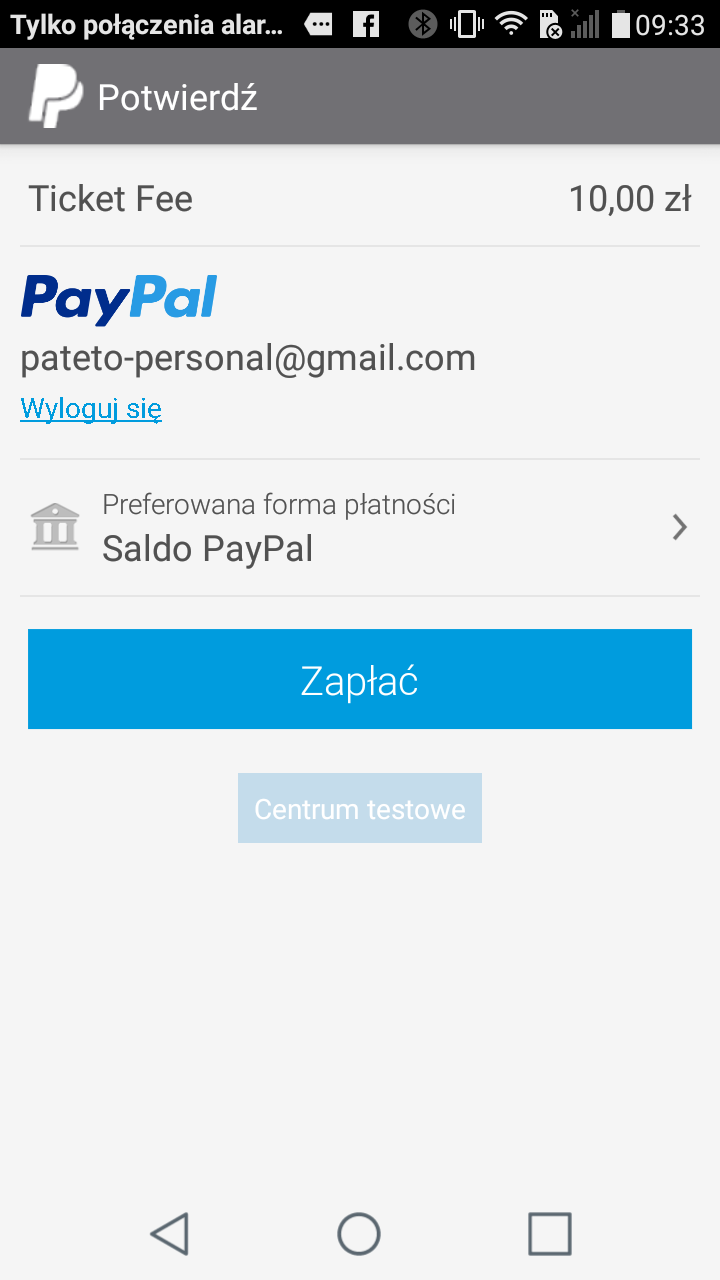 Tylko połączenia alar... 09:33
Potwierdź
Ticket Fee 10,00 zł
PayPal
pateto-personal@gmail.com
Wyloguj się
Preferowana forma płatności
Saldo PayPal
Zapłać
Centrum testowe